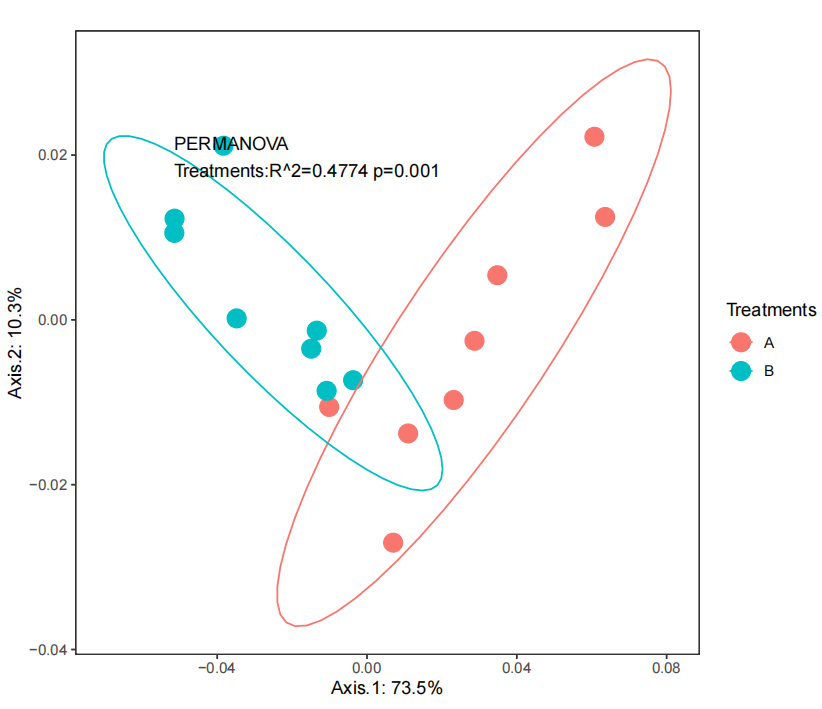 PERMANOVA
Treatments:R^2=0.4774 p=0.001
0.02
0.00
−0.02
−0.04
Axis.2: 10.3%
−0.04
0.00
0.04
0.08
Axis.1: 73.5%
Treatments
A
B